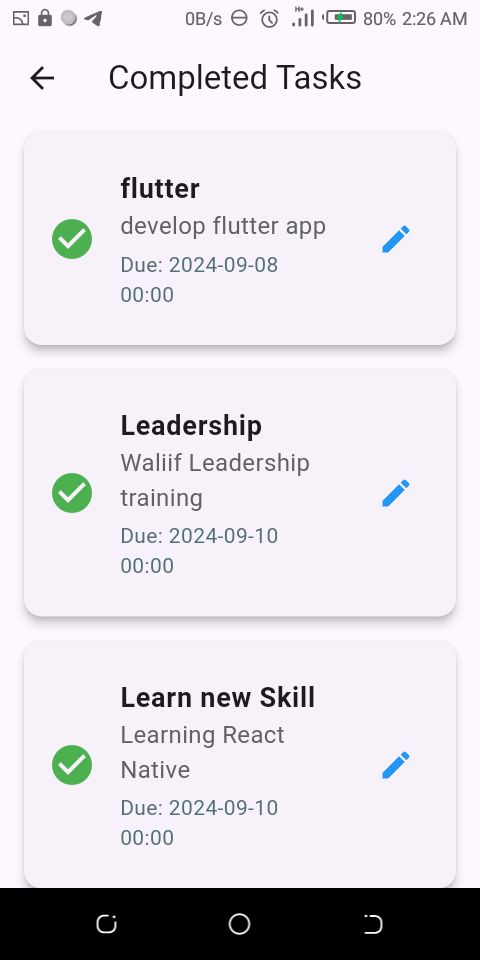 0B/s 80% 2:26 AM
Completed Tasks
flutter
develop flutter app
Due: 2024-09-08
00:00
Leadership
Waliif Leadership
training
Due: 2024-09-10
00:00
Learn new Skill
Learning React
Native
Due: 2024-09-10
00:00